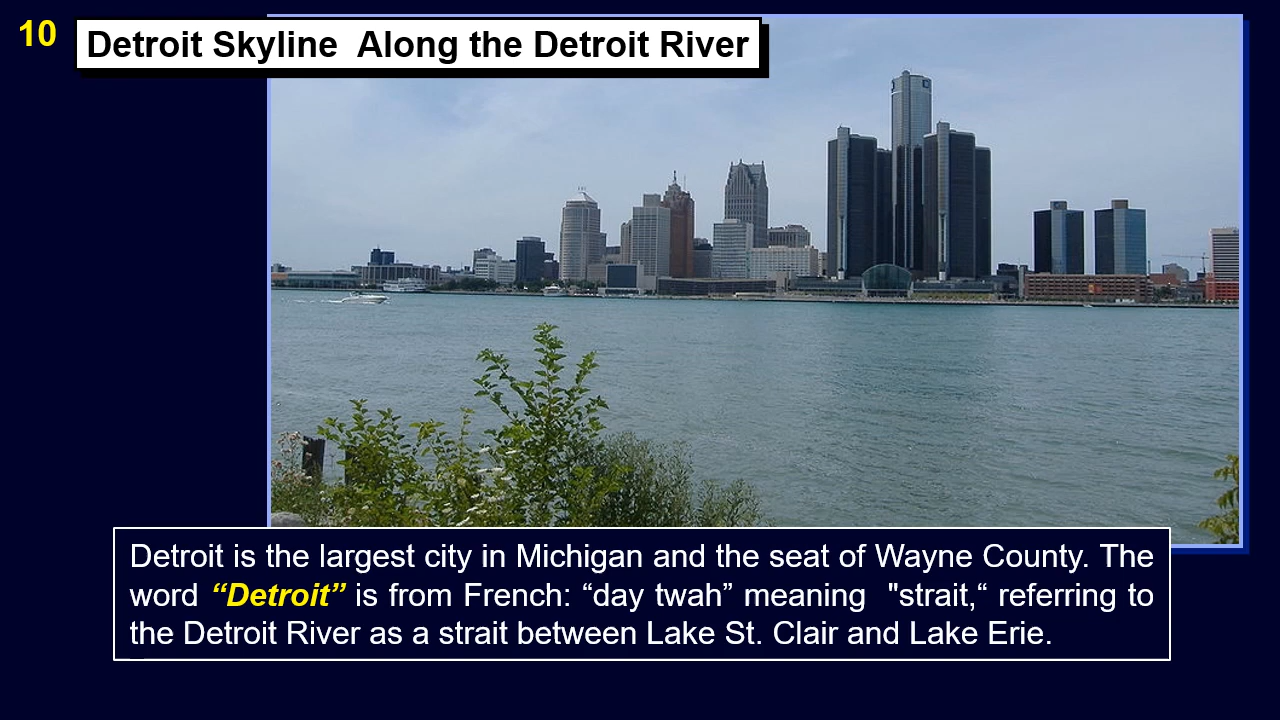 10
Detroit Skyline  Along the Detroit River
Detroit is the largest city in Michigan and the seat of Wayne County. The
word “Detroit” is from French: “day twah” meaning  "strait,“ referring to
the Detroit River as a strait between Lake St. Clair and Lake Erie.